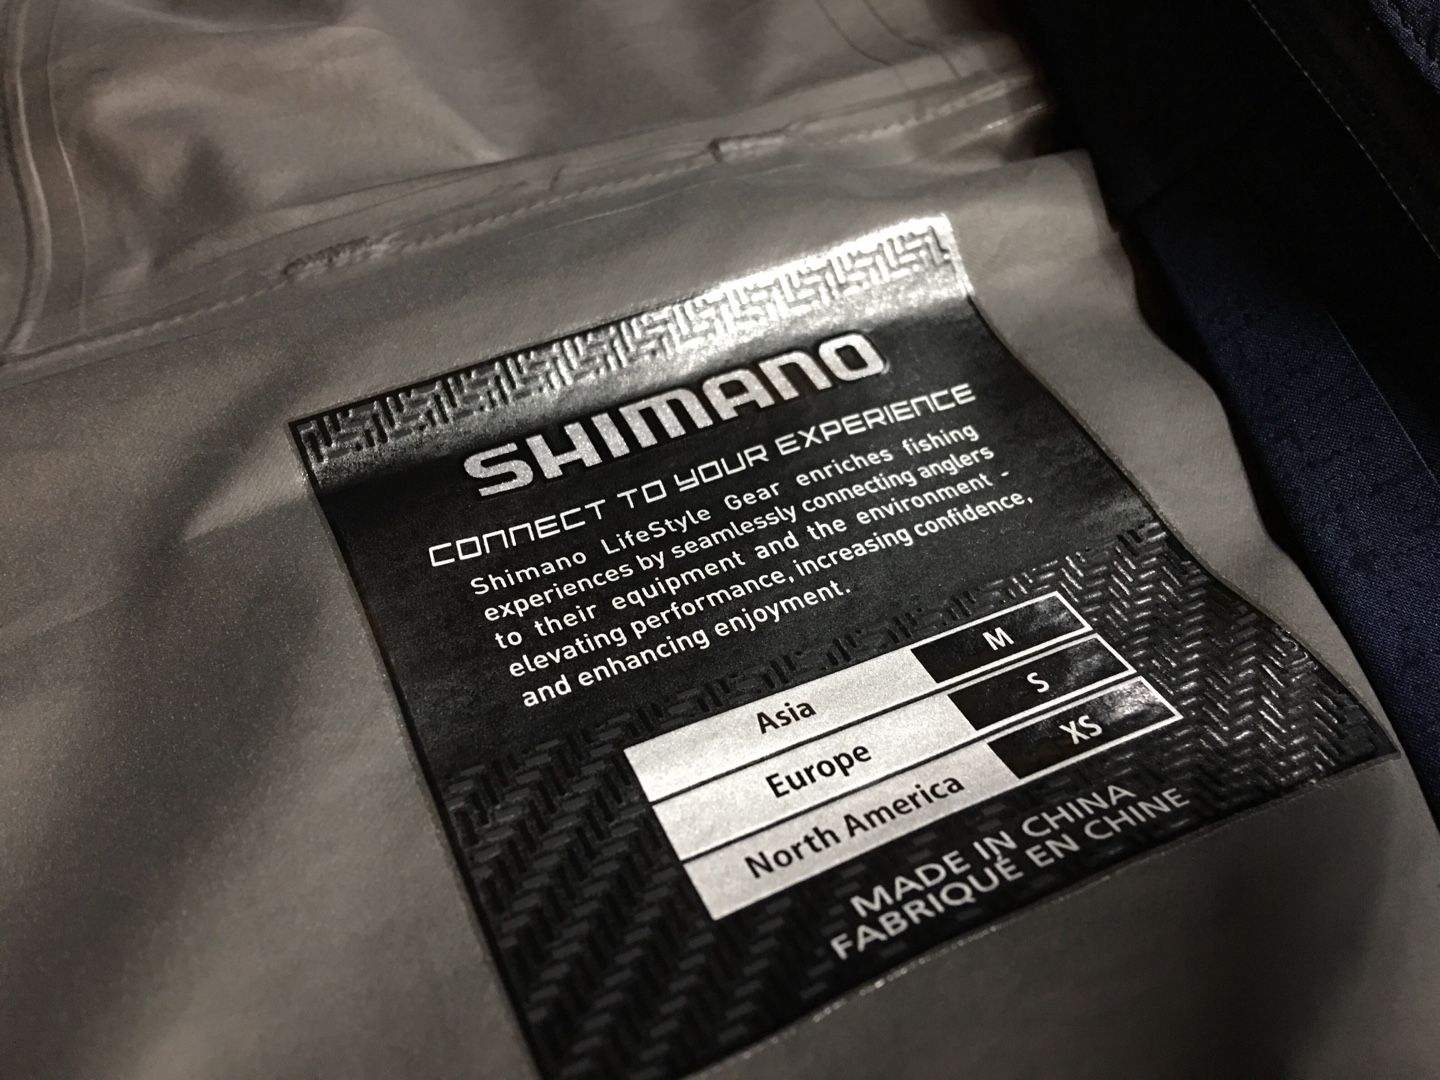 SHIMANO
CONNECT TO YOUR EXPERIENCE
Shimano LifeStyle Gear enriches fishing
experiences by seamlessly connecting anglers
to their equipment and the environment -
elevating performance, increasing confidence,
and enhancing enjoyment.
Asia M
Europe S
North America XS
MADE IN CHINA
FABRIQUÉ EN CHINE